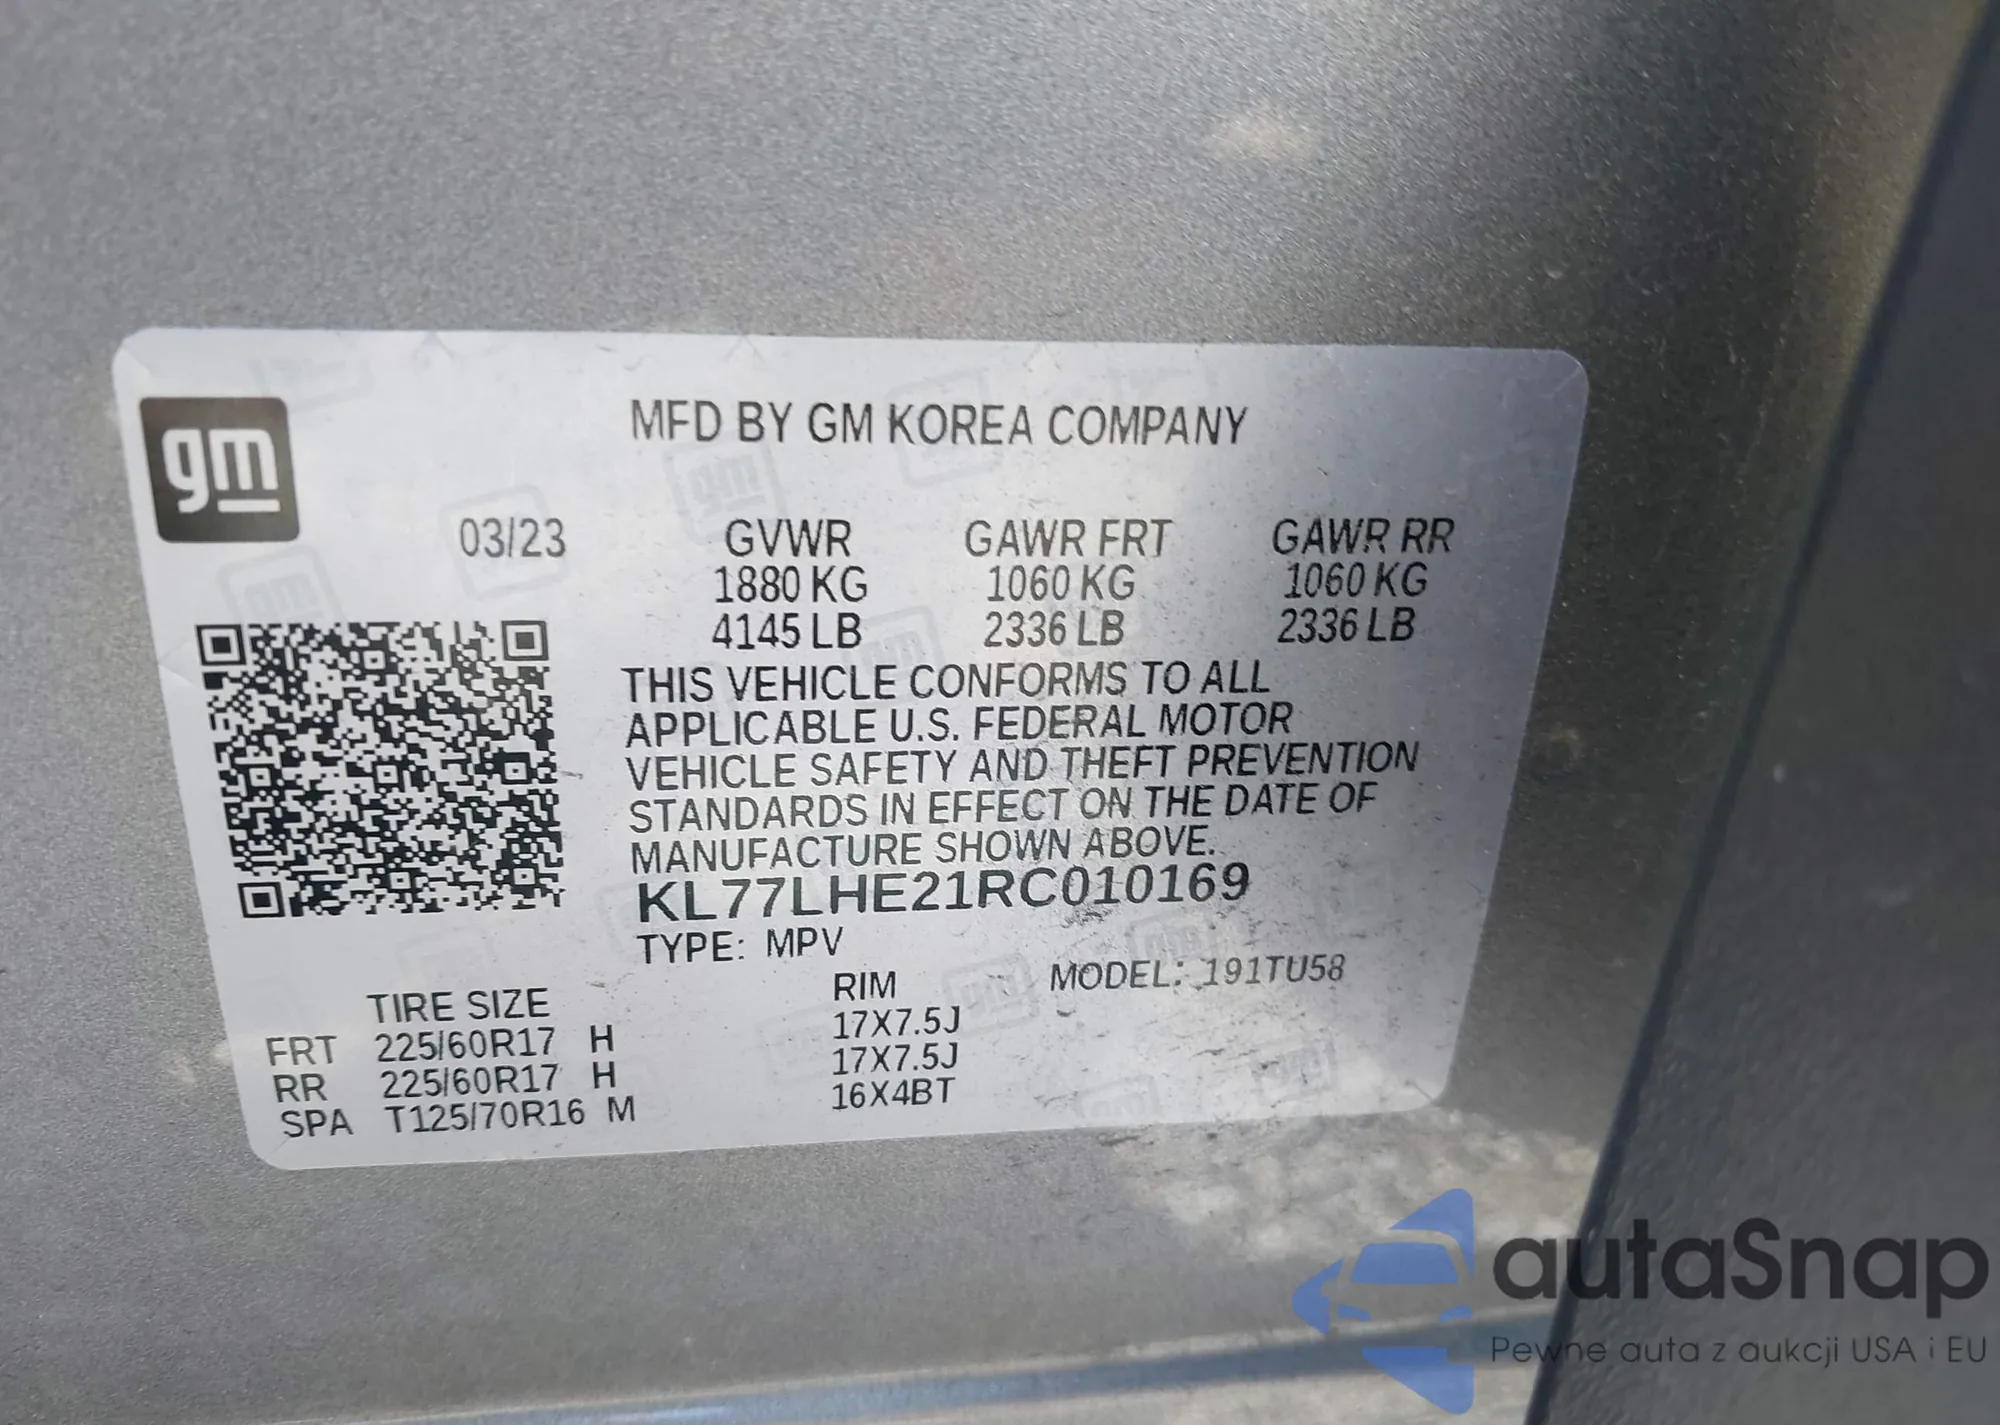 gm
MFD BY GM KOREA COMPANY
03/23 GVWR GAWR FRT GAWR RR
1880 KG 1060 KG 1060 KG
4145 LB 2336 LB 2336 LB
THIS VEHICLE CONFORMS TO ALL
APPLICABLE U.S. FEDERAL MOTOR
VEHICLE SAFETY AND THEFT PREVENTION
STANDARDS IN EFFECT ON THE DATE OF
MANUFACTURE SHOWN ABOVE.
KL77LHE21RC010169
TYPE: MPV
TIRE SIZE RIM MODEL: 191TU58
FRT 225/60R17 H 17X7.5J
RR 225/60R17 H 17X7.5J
SPA T125/70R16 M 16X4BT
autaSnap
Pewne auta z aukcji USA i EU